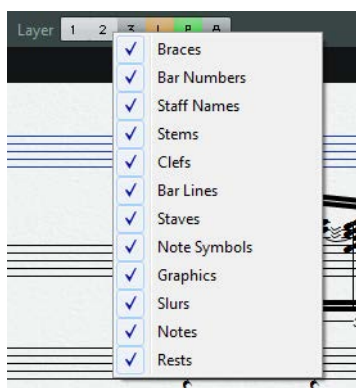 Layer 1 2 3 L P A
Braces
Bar Numbers
Staff Names
Stems
Clefs
Bar Lines
Staves
Note Symbols
Graphics
Slurs
Notes
Rests